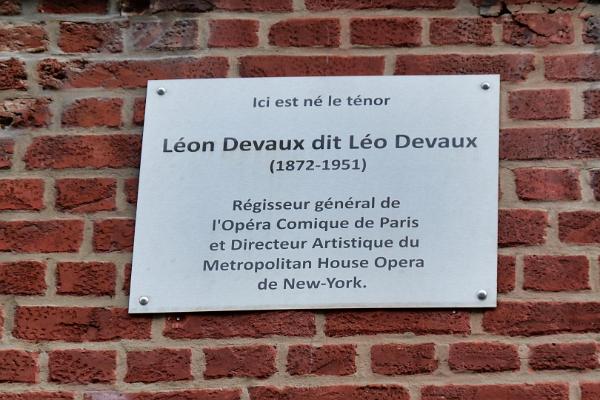 Ici est né le ténor
Léon Devaux dit Léo Devaux
(1872-1951)
Régisseur général de
l'Opéra Comique de Paris
et Directeur Artistique du
Metropolitan House Opera
de New-York.